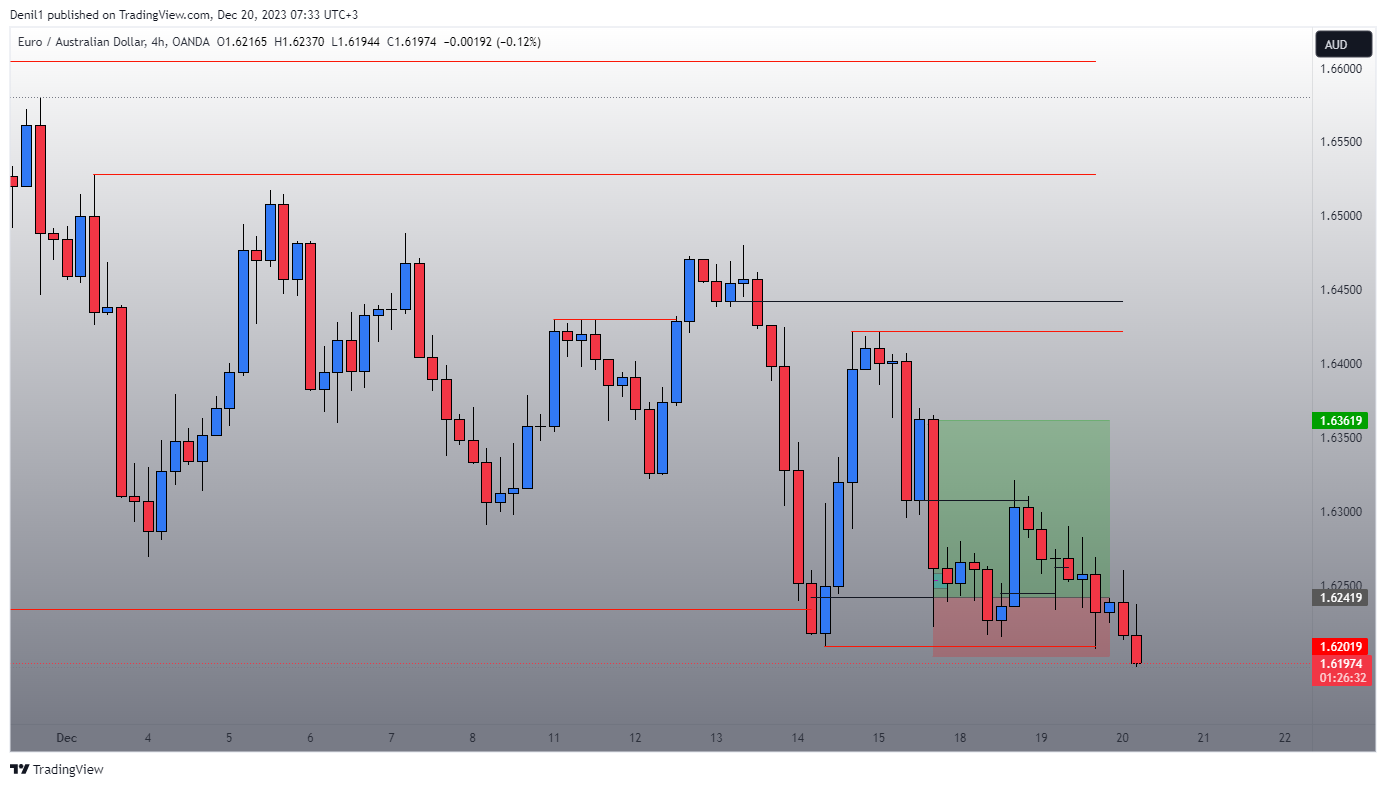 Denil1 published on TradingView.com, Dec 20, 2023 07:33 UTC+3
Euro / Australian Dollar, 4h, OANDA O1.62165 H1.62370 L1.61944 C1.61974 −0.00192 (−0.12%)
AUD
1.66000
1.65500
1.65000
1.64500
1.64000
1.63619
1.63500
1.63000
1.62500
1.62419
1.62019
1.61974
01:26:32
Dec 4 5 6 7 8 11 12 13 14 15 18 19 20 21 22
TradingView